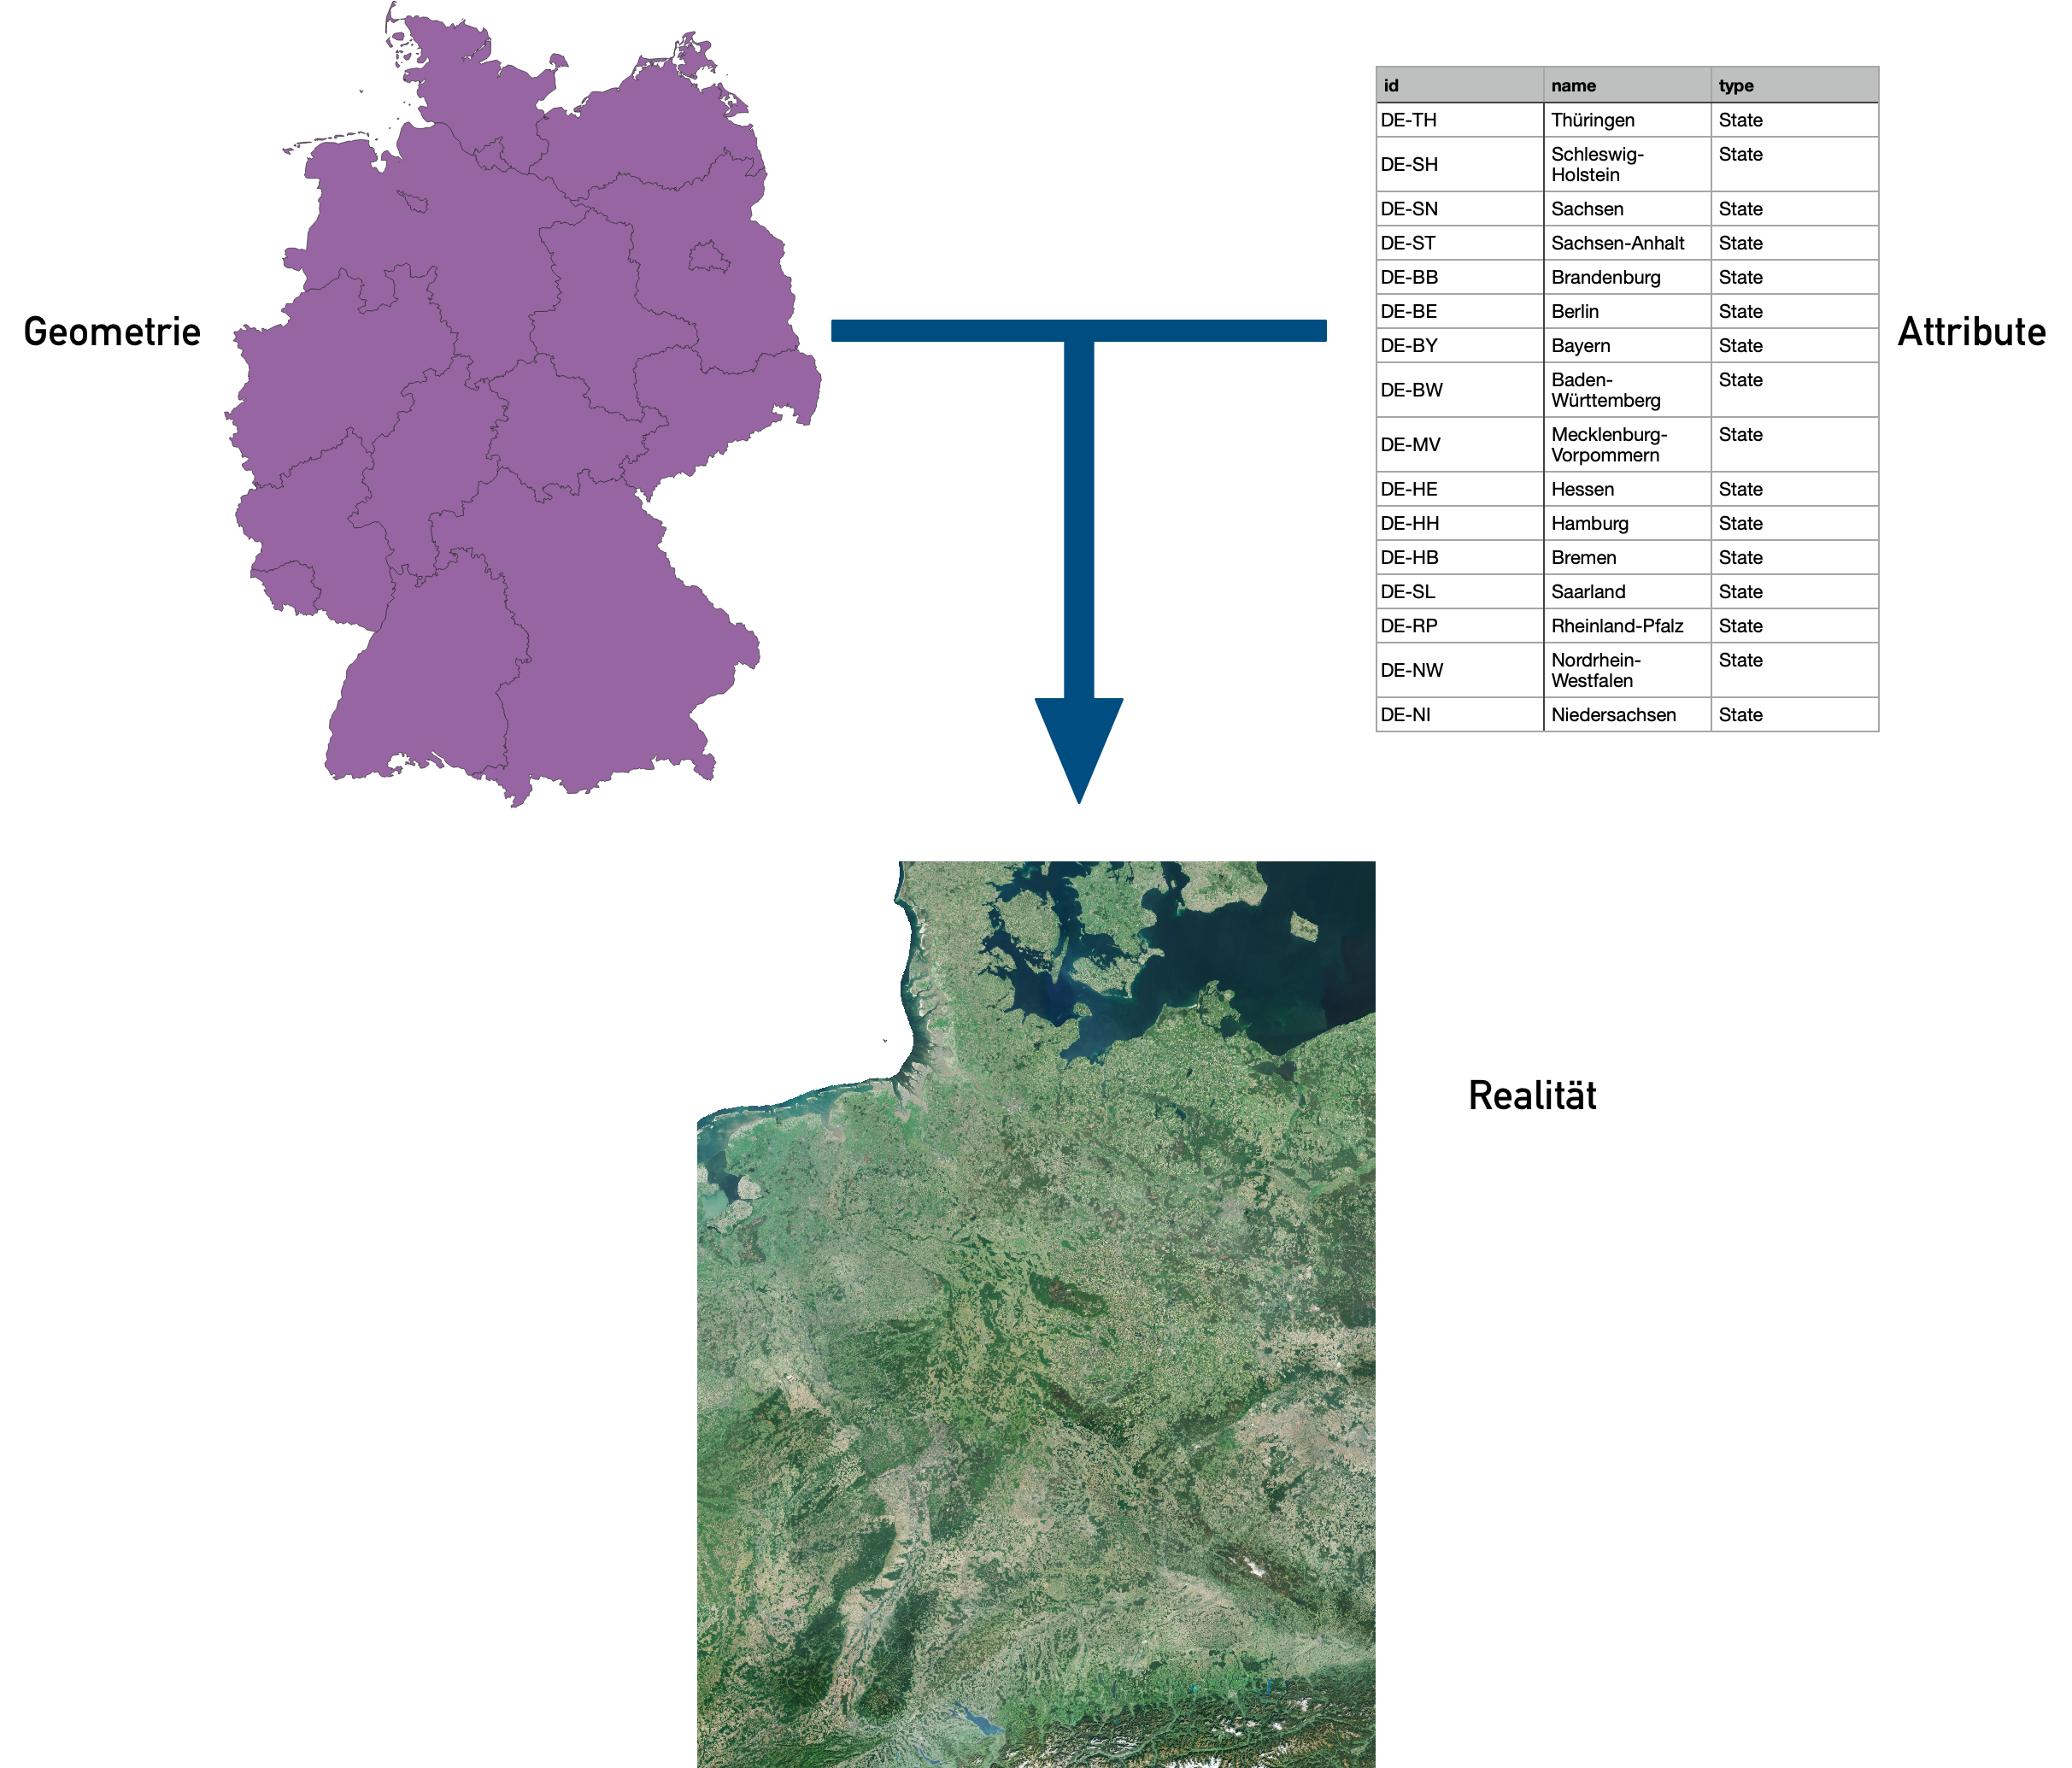 Geometrie
id name type
DE-TH Thüringen State
DE-SH Schleswig- State
Holstein
DE-SN Sachsen State
DE-ST Sachsen-Anhalt State
DE-BB Brandenburg State
DE-BE Berlin State
DE-BY Bayern State
DE-BW Baden- State
Württemberg
DE-MV Mecklenburg- State
Vorpommern
DE-HE Hessen State
DE-HH Hamburg State
DE-HB Bremen State
DE-SL Saarland State
DE-RP Rheinland-Pfalz State
DE-NW Nordrhein- State
Westfalen
DE-NI Niedersachsen State
Attribute
Realität